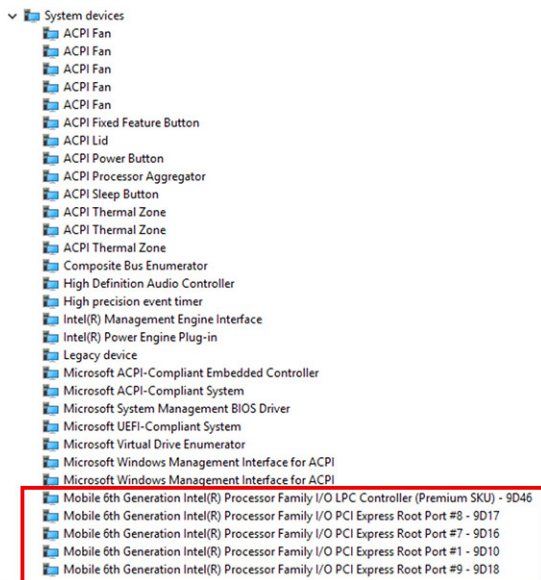 System devices
ACPI Fan
ACPI Fan
ACPI Fan
ACPI Fan
ACPI Fan
ACPI Fixed Feature Button
ACPI Lid
ACPI Power Button
ACPI Processor Aggregator
ACPI Sleep Button
ACPI Thermal Zone
ACPI Thermal Zone
ACPI Thermal Zone
Composite Bus Enumerator
High Definition Audio Controller
High precision event timer
Intel(R) Management Engine Interface
Intel(R) Power Engine Plug-in
Legacy device
Microsoft ACPI-Compliant Embedded Controller
Microsoft ACPI-Compliant System
Microsoft System Management BIOS Driver
Microsoft UEFI-Compliant System
Microsoft Virtual Drive Enumerator
Microsoft Windows Management Interface for ACPI
Microsoft Windows Management Interface for ACPI
Mobile 6th Generation Intel(R) Processor Family I/O LPC Controller (Premium SKU) - 9D46
Mobile 6th Generation Intel(R) Processor Family I/O PCI Express Root Port #8 - 9D17
Mobile 6th Generation Intel(R) Processor Family I/O PCI Express Root Port #7 - 9D16
Mobile 6th Generation Intel(R) Processor Family I/O PCI Express Root Port #1 - 9D10
Mobile 6th Generation Intel(R) Processor Family I/O PCI Express Root Port #9 - 9D18